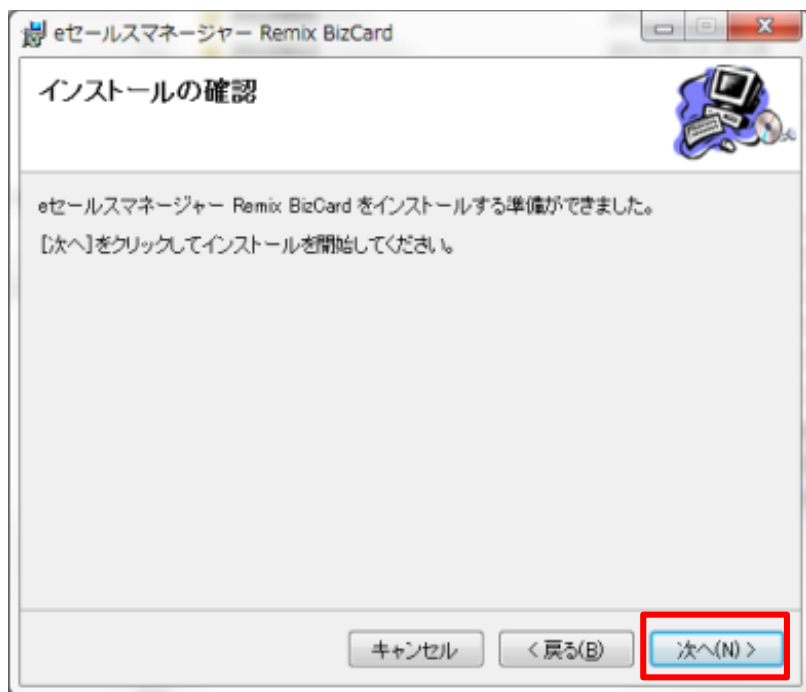 eセールスマネージャー Remix BizCard
インストールの確認
eセールスマネージャー Remix BizCard をインストールする準備ができました。
[次へ]をクリックしてインストールを開始してください。
キャンセル
< 戻る(B)
次へ(N) >